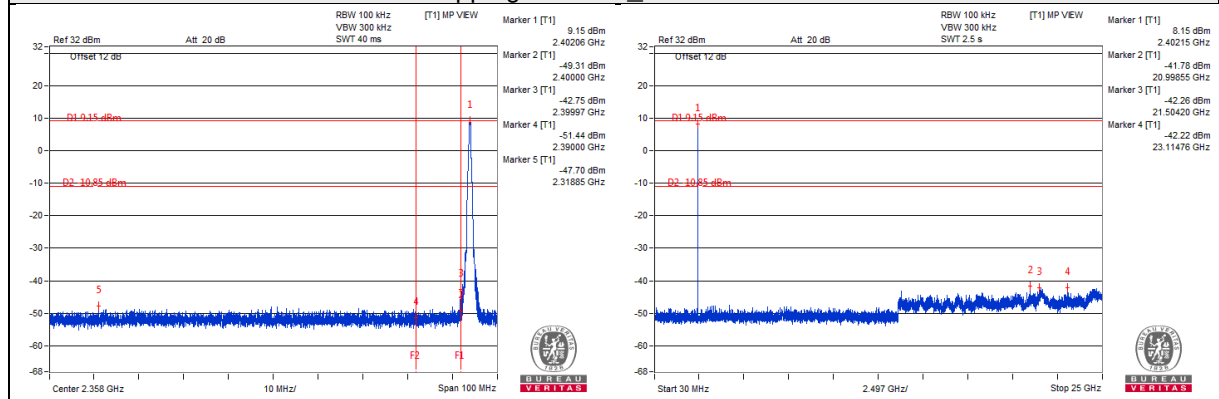 RBW 100 kHz [T1] MP VIEW
VBW 300 kHz
Ref 32 dBm Att 20 dB SWT 40 ms
Offset 12 dB
32
20
10
0
-10
-20
-30
-40
-50
-60
-68
D1 9.15 dBm
D2 -10.85 dBm
1
5
4
3
F2
F1
Center 2.358 GHz 10 MHz/ Span 100 MHz
Marker 1 [T1]
9.15 dBm
2.40206 GHz
Marker 2 [T1]
-49.31 dBm
2.40000 GHz
Marker 3 [T1]
-42.75 dBm
2.39997 GHz
Marker 4 [T1]
-51.44 dBm
2.39000 GHz
Marker 5 [T1]
-47.70 dBm
2.31885 GHz
BUREAU VERITAS
1828
BUREAU
VERITAS
RBW 100 kHz [T1] MP VIEW
VBW 300 kHz
Ref 32 dBm Att 20 dB SWT 2.5 s
Offset 12 dB
32
20
10
0
-10
-20
-30
-40
-50
-60
-68
D1 9.15 dBm
D2 -10.85 dBm
1
2 3 4
Start 30 MHz 2.497 GHz/ Stop 25 GHz
Marker 1 [T1]
8.15 dBm
2.40215 GHz
Marker 2 [T1]
-41.78 dBm
20.99855 GHz
Marker 3 [T1]
-42.26 dBm
21.50420 GHz
Marker 4 [T1]
-42.22 dBm
23.11476 GHz
BUREAU VERITAS
1828
BUREAU
VERITAS